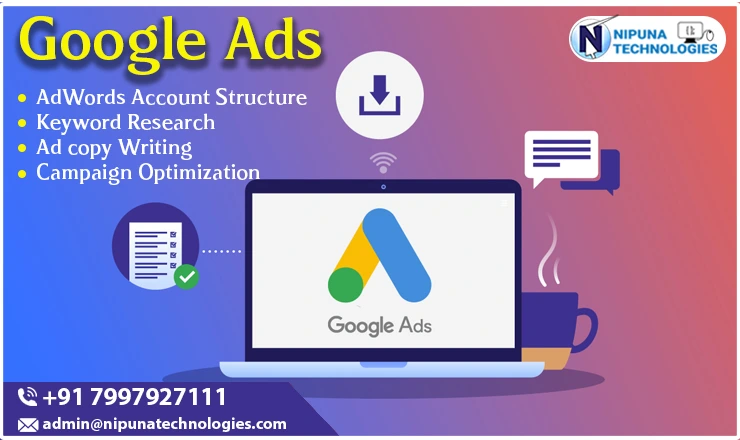 Google Ads
NIPUNA
TECHNOLOGIES
AdWords Account Structure
Keyword Research
Ad copy Writing
Campaign Optimization
Google Ads
+91 7997927111
admin@nipunatechnologies.com